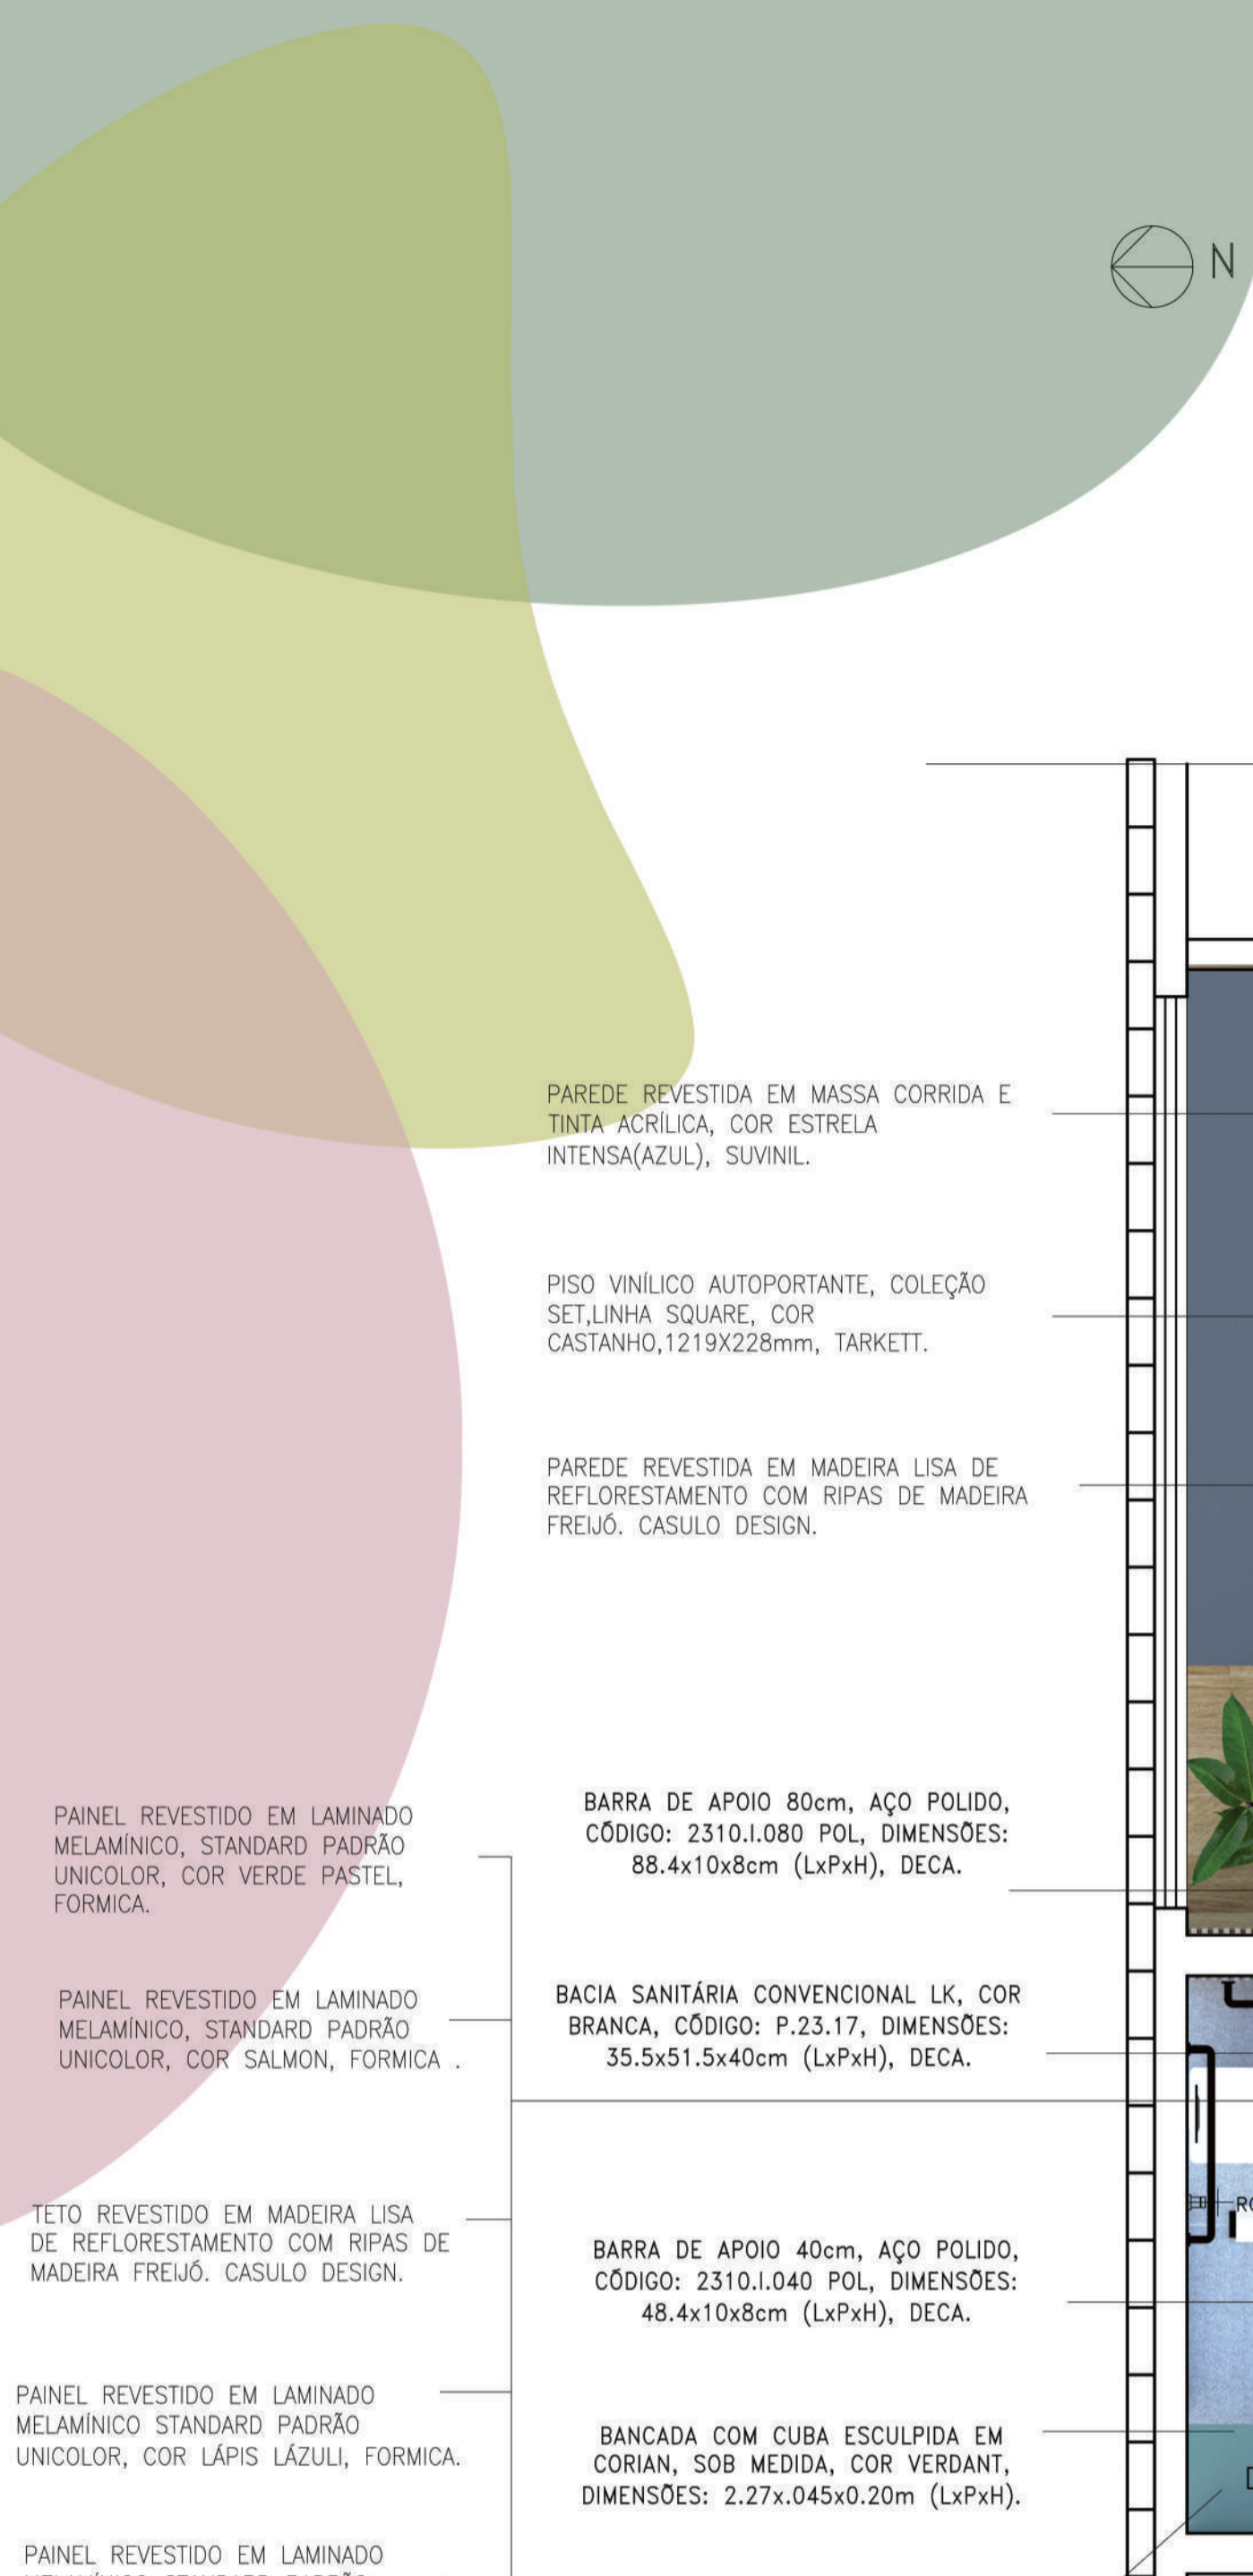 N
PAREDE REVESTIDA EM MASSA CORRIDA E
TINTA ACRÍLICA, COR ESTRELA
INTENSA(AZUL), SUVINIL.
PISO VINÍLICO AUTOPORTANTE, COLEÇÃO
SET,LINHA SQUARE, COR
CASTANHO,1219X228mm, TARKETT.
PAREDE REVESTIDA EM MADEIRA LISA DE
REFLORESTAMENTO COM RIPAS DE MADEIRA
FREIJÓ. CASULO DESIGN.
PAINEL REVESTIDO EM LAMINADO
MELAMÍNICO, STANDARD PADRÃO
UNICOLOR, COR VERDE PASTEL,
FORMICA.
PAINEL REVESTIDO EM LAMINADO
MELAMÍNICO, STANDARD PADRÃO
UNICOLOR, COR SALMON, FORMICA .
TETO REVESTIDO EM MADEIRA LISA
DE REFLORESTAMENTO COM RIPAS DE
MADEIRA FREIJÓ. CASULO DESIGN.
PAINEL REVESTIDO EM LAMINADO
MELAMÍNICO STANDARD PADRÃO
UNICOLOR, COR LÁPIS LÁZULI, FORMICA.
PAINEL REVESTIDO EM LAMINADO
BARRA DE APOIO 80cm, AÇO POLIDO,
CÓDIGO: 2310.I.080 POL, DIMENSÕES:
88.4x10x8cm (LxPxH), DECA.
BACIA SANITÁRIA CONVENCIONAL LK, COR
BRANCA, CÓDIGO: P.23.17, DIMENSÕES:
35.5x51.5x40cm (LxPxH), DECA.
BARRA DE APOIO 40cm, AÇO POLIDO,
CÓDIGO: 2310.I.040 POL, DIMENSÕES:
48.4x10x8cm (LxPxH), DECA.
BANCADA COM CUBA ESCULPIDA EM
CORIAN, SOB MEDIDA, COR VERDANT,
DIMENSÕES: 2.27x.045x0.20m (LxPxH).